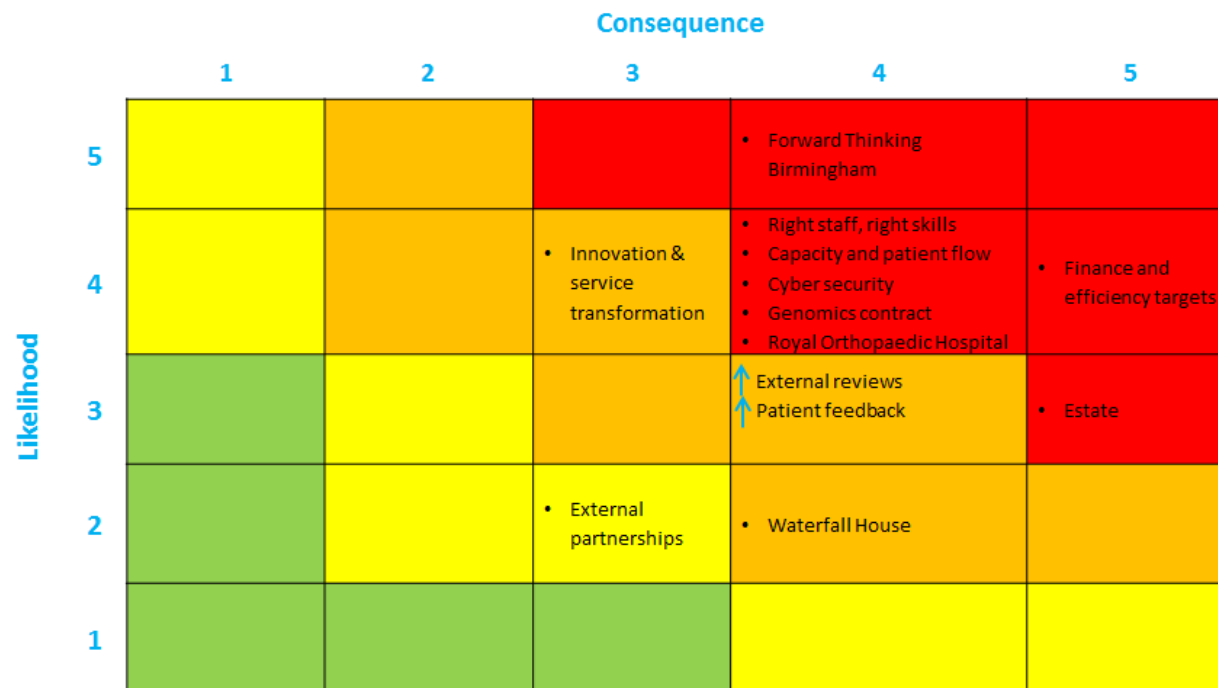 Consequence
1 2 3 4 5
5
• Forward Thinking
Birmingham
4
• Innovation &
service
transformation
• Right staff, right skills
• Capacity and patient flow
• Cyber security
• Genomics contract
• Royal Orthopaedic Hospital
• Finance and
efficiency targets
Likelihood
3
↑ External reviews
↑ Patient feedback
• Estate
2
• External
partnerships
• Waterfall House
1